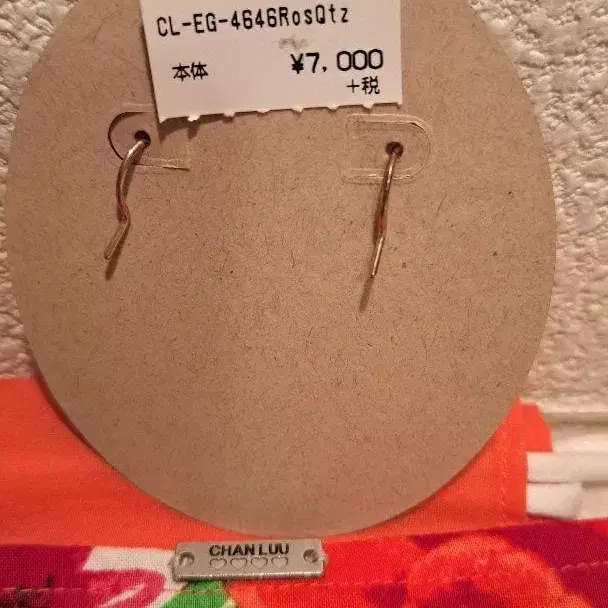 CL-EG-4646RosQtz
本体 ¥7,000
+税
CHAN LUU